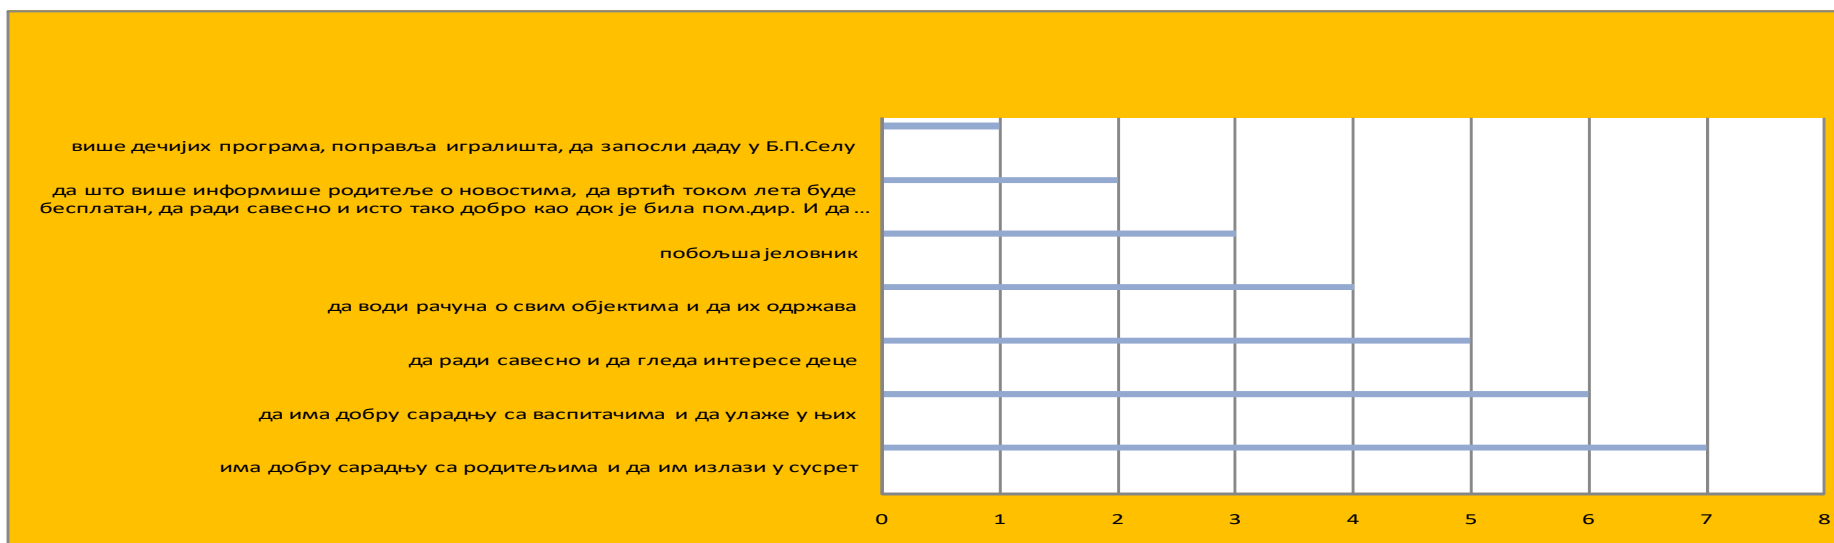 више дечијих програма, поправља игралишта, да запосли даду у Б.П.Селу
да што више информише родитеље о новостима, да вртић током лета буде
бесплатан, да ради савесно и исто тако добро као док је била пом.дир. И да ...
побољша јеловник
да води рачуна о свим објектима и да их одржава
да ради савесно и да гледа интересе деце
да има добру сарадњу са васпитачима и да улаже у њих
има добру сарадњу са родитељима и да им излази у сусрет
0 1 2 3 4 5 6 7 8